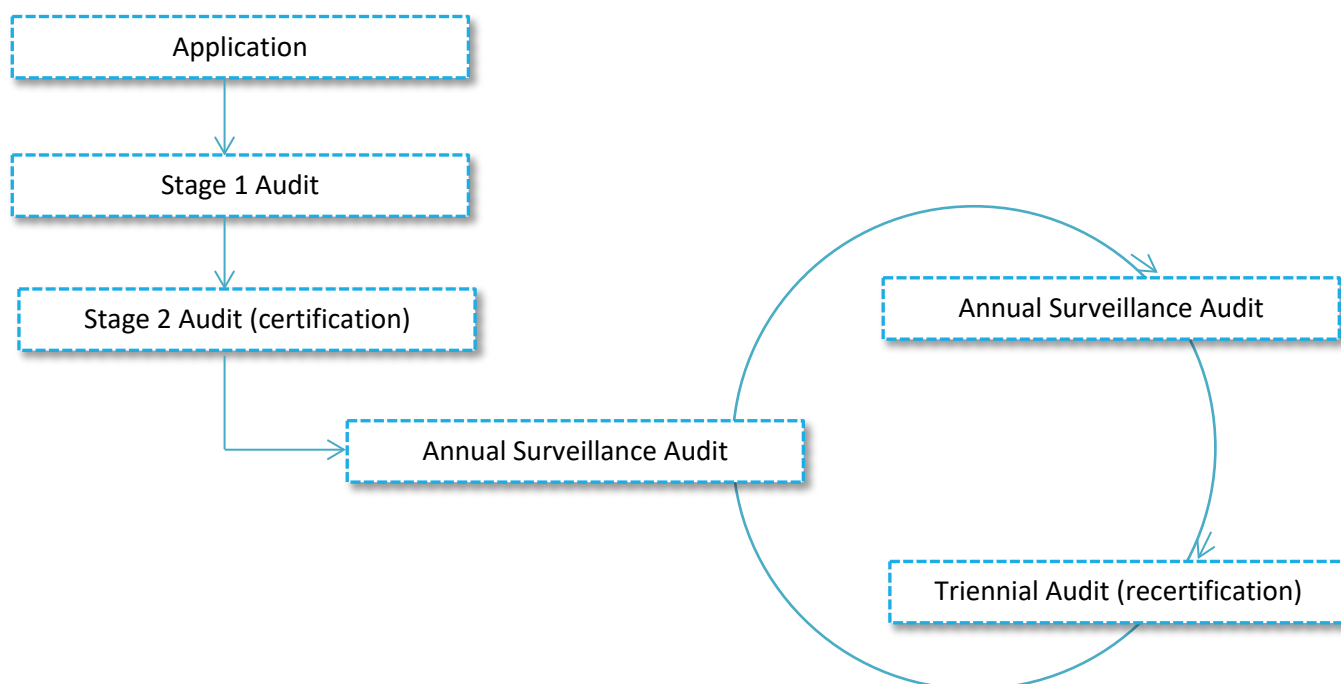 Application
Stage 1 Audit
Stage 2 Audit (certification)
Annual Surveillance Audit
Annual Surveillance Audit
Triennial Audit (recertification)